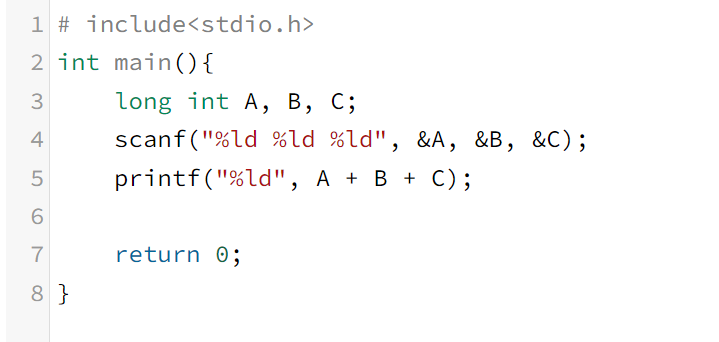 1 # include<stdio.h>
2 int main(){
3     long int A, B, C;
4     scanf("%ld %ld %ld", &A, &B, &C);
5     printf("%ld", A + B + C);
6
7     return 0;
8 }